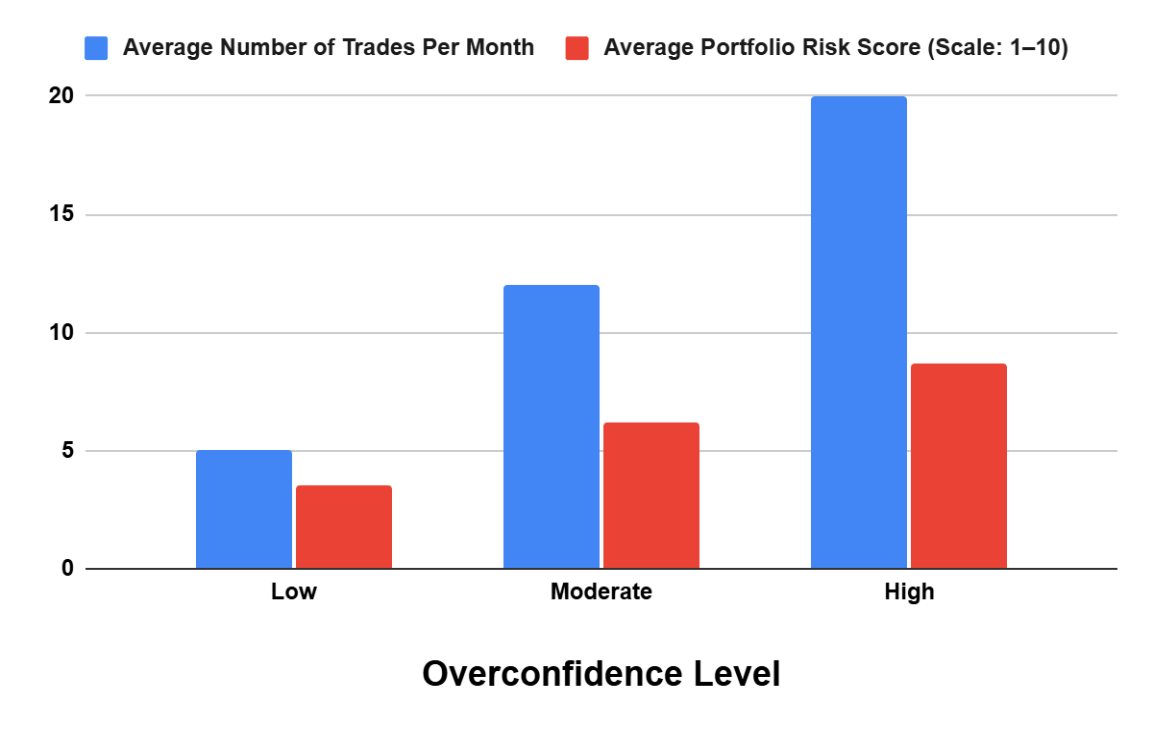 Average Number of Trades Per Month Average Portfolio Risk Score (Scale: 1–10)
20
15
10
5
0
Low Moderate High
Overconfidence Level